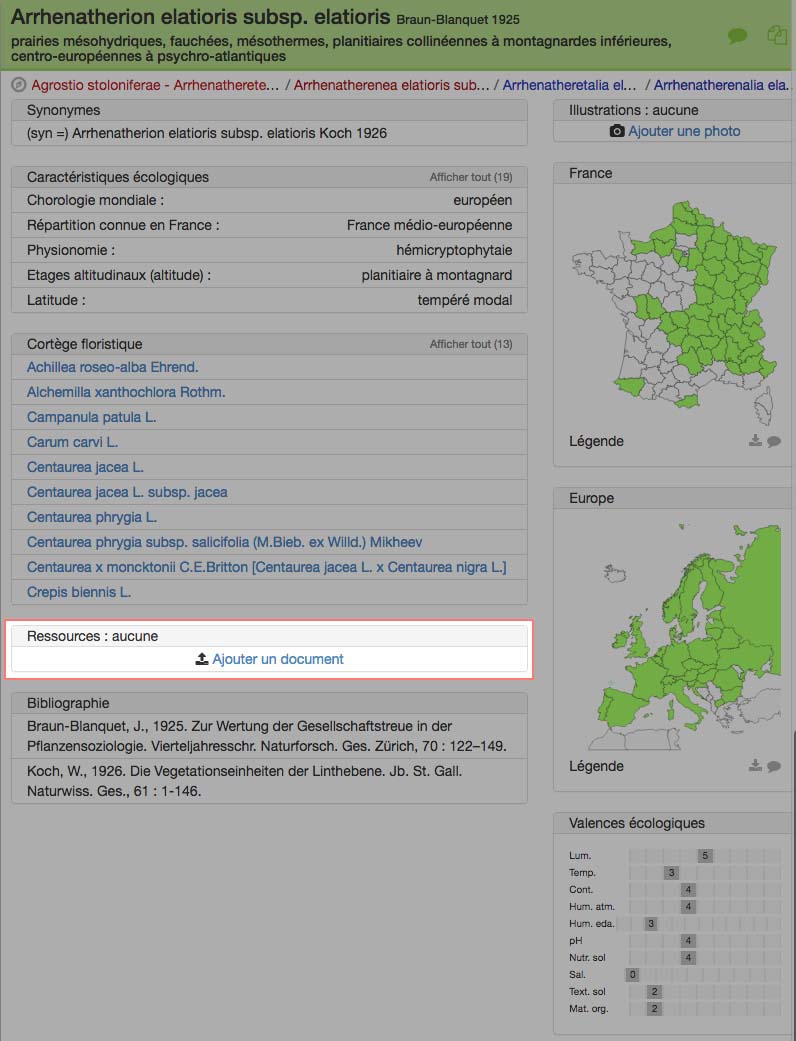 Arrhenatherion elatioris subsp. elatioris Braun-Blanquet 1925
prairies mésohydriques, fauchées, mésothermes, planitiaires collinéennes à montagnardes inférieures,
centro-européennes à psychro-atlantiques
Agrostio stoloniferae - Arrhenatherete… / Arrhenatherenea elatioris sub… / Arrhenatheretalia el… / Arrhenatherenalia ela.
Synonymes
(syn =) Arrhenatherion elatioris subsp. elatioris Koch 1926
Caractéristiques écologiques Afficher tout (19)
Chorologie mondiale : européen
Répartition connue en France : France médio-européenne
Physionomie : hémicryptophytaie
Etages altitudinaux (altitude) : planitiaire à montagnard
Latitude : tempéré modal
Cortège floristique Afficher tout (13)
Achillea roseo-alba Ehrend.
Alchemilla xanthochlora Rothm.
Campanula patula L.
Carum carvi L.
Centaurea jacea L.
Centaurea jacea L. subsp. jacea
Centaurea phrygia L.
Centaurea phrygia subsp. salicifolia (M.Bieb. ex Willd.) Mikheev
Centaurea x moncktonii C.E.Britton [Centaurea jacea L. x Centaurea nigra L.]
Crepis biennis L.
Ressources : aucune
Ajouter un document
Bibliographie
Braun-Blanquet, J., 1925. Zur Wertung der Gesellschaftstreue in der
Pflanzensoziologie. Vierteljahresschr. Naturforsch. Ges. Zürich, 70 : 122–149.
Koch, W., 1926. Die Vegetationseinheiten der Linthebene. Jb. St. Gall.
Naturwiss. Ges., 61 : 1-146.
Illustrations : aucune
Ajouter une photo
France
Légende
Europe
Légende
Valences écologiques
Lum. 5
Temp. 3
Cont. 4
Hum. atm. 4
Hum. eda. 3
pH 4
Nutr. sol 4
Sal. 0
Text. sol 2
Mat. org. 2